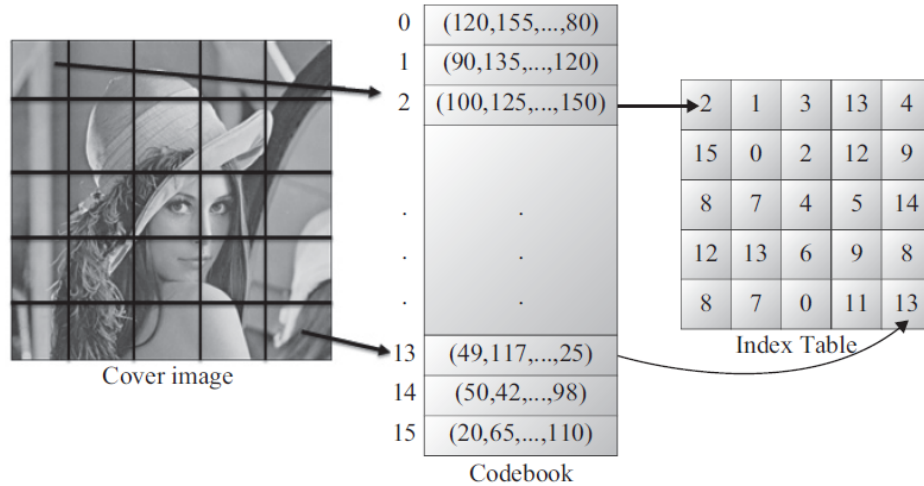 0 (120,155,...,80)
1 (90,135,...,120)
2 (100,125,...,150)
. .
. .
. .
13 (49,117,...,25)
14 (50,42,...,98)
15 (20,65,...,110)
Codebook
Cover image
2 1 3 13 4
15 0 2 12 9
8 7 4 5 14
12 13 6 9 8
8 7 0 11 13
Index Table